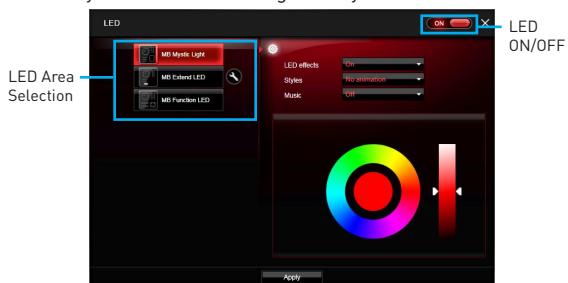 LED
ON
LED
ON/OFF
LED Area
Selection
MB Mystic Light
MB Extend LED
MB Function LED
LED effects
On
Styles
No animation
Music
Off
Apply